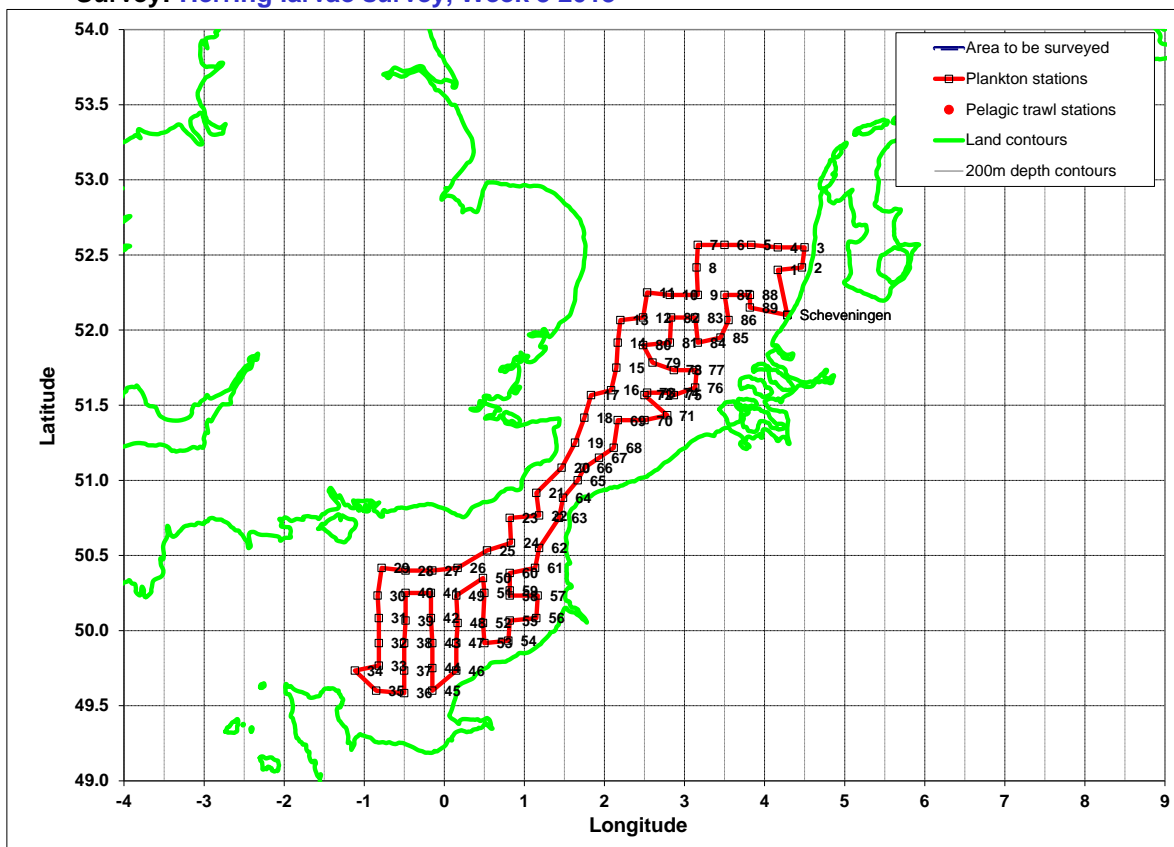 Survey: Herring larvae survey, Week
54.0
53.5
53.0
52.5
52.0
51.5
51.0
50.5
50.0
49.5
49.0
Latitude
Area to be surveyed
Plankton stations
Pelagic trawl stations
Land contours
200m depth contours
7 6 5 4 3
8 1 2
11 10 9 87 88
89
Scheveningen
13 12 82 83 86
14 80 81 84 85
15 79 78 77
16 76
17 72 73 74 75
18 69 70 71
19 68
20 66 67
65
21 64
23 22 63
24
25 62
29 28 27 26 61
50 60
30 40 41 49 51 59 58 57
31 39 42 48 52 55 56
32 38 43 47 53 54
34 33 37 44 46
35 36 45
-4 -3 -2 -1 0 1 2 3 4 5 6 7 8 9
Longitude